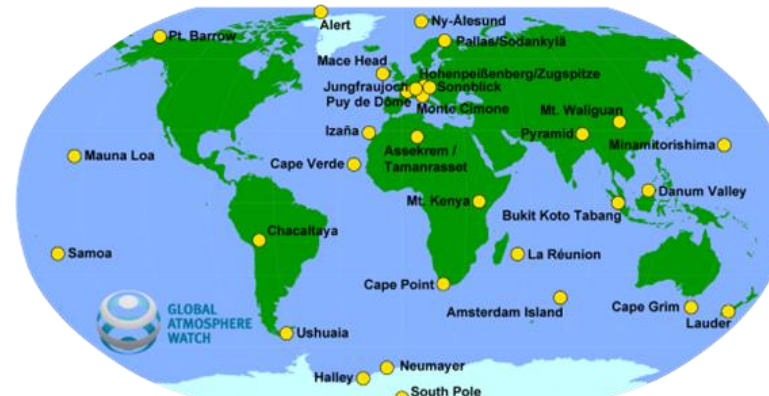 Alert
Ny-Ålesund
Pt. Barrow
Pallas/Sodankylä
Mace Head
Hohenpeißenberg/Zugspitze
Jungfraujoch
Sonnblick
Puy de Dôme
Monte Cimone
Mt. Waliguan
Izaña
Pyramid
Minamitorishima
Assekrem /
Tamanrasset
Mauna Loa
Cape Verde
Danum Valley
Mt. Kenya
Bukit Koto Tabang
Chacaltaya
Samoa
La Réunion
Cape Point
Amsterdam Island
Cape Grim
Lauder
GLOBAL
ATMOSPHERE
WATCH
Ushuaia
Neumayer
Halley
South Pole